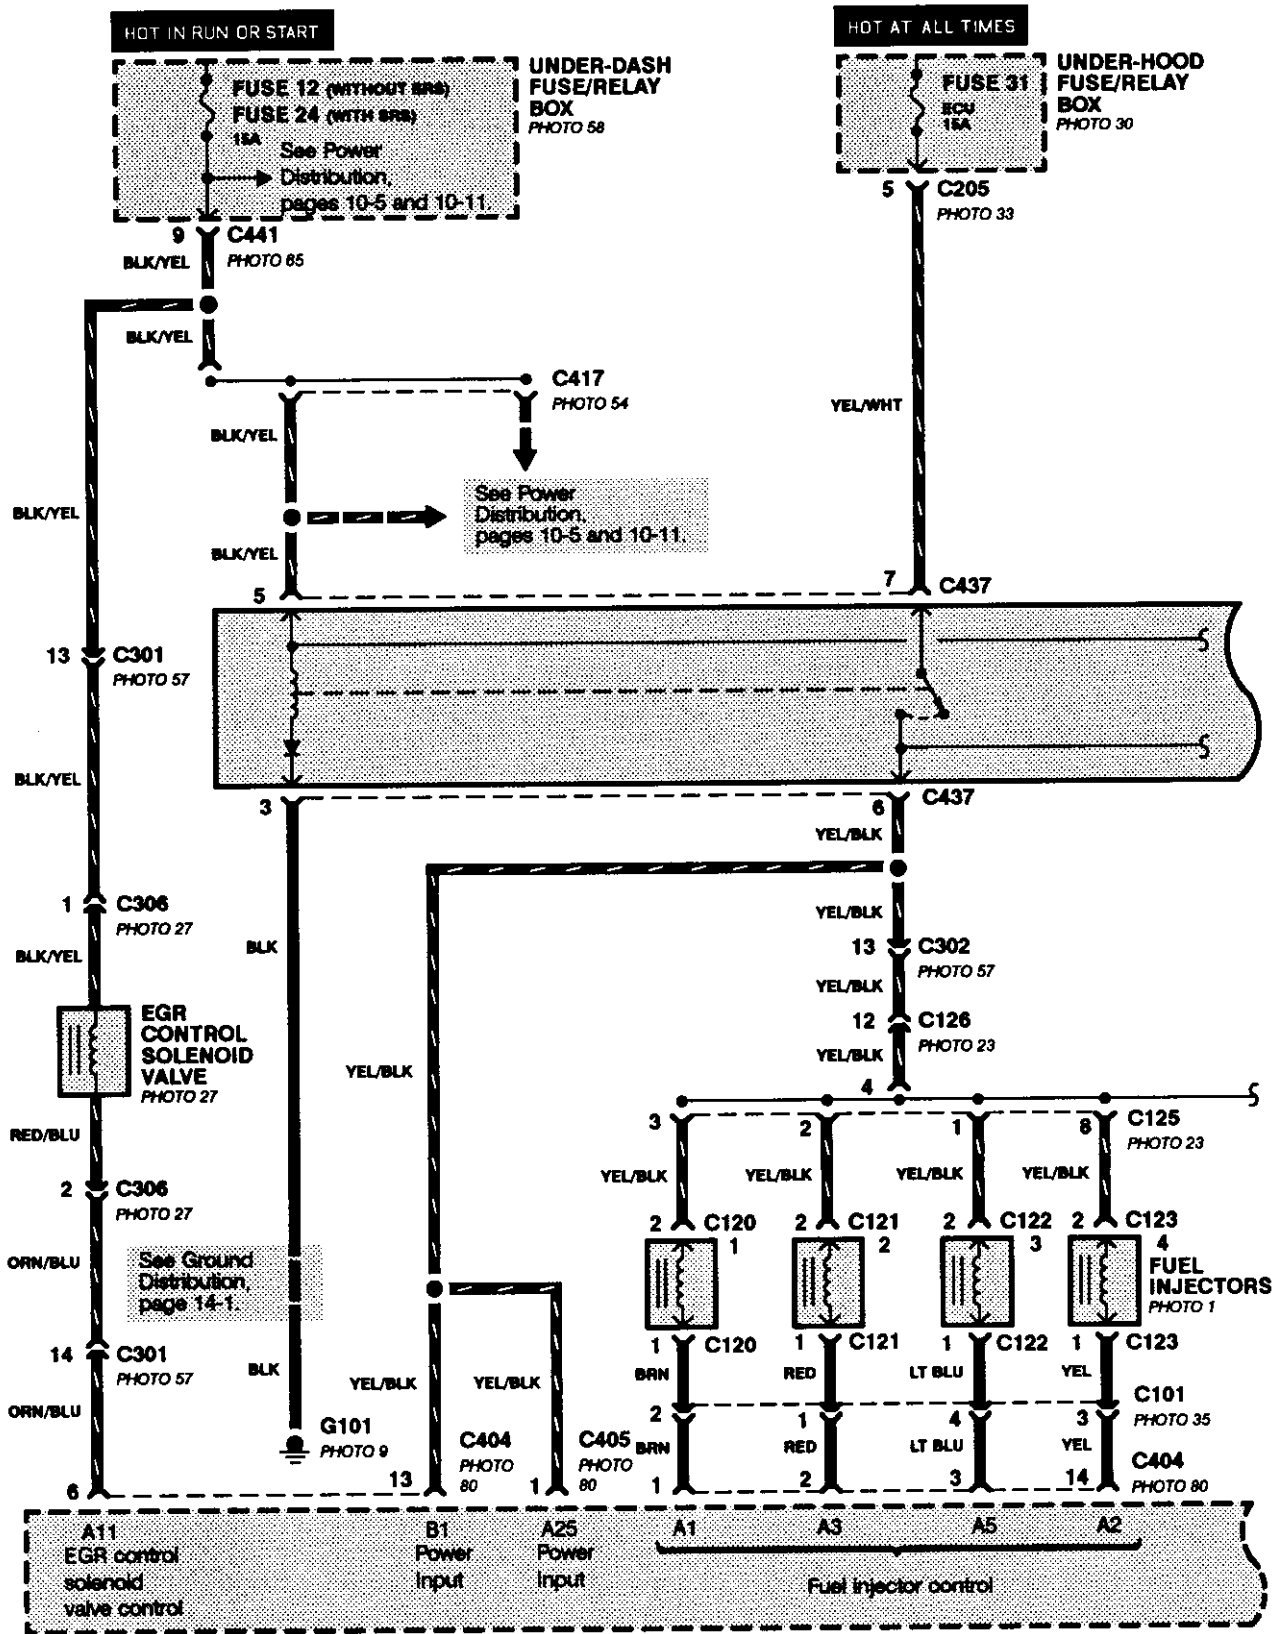 HOT IN RUN OR START
HOT AT ALL TIMES
FUSE 12 (WITHOUT SRS)
FUSE 24 (WITH SRS)
15A
See Power
Distribution,
pages 10-5 and 10-11.
UNDER-DASH
FUSE/RELAY
BOX
PHOTO 58
FUSE 31
ECU
15A
UNDER-HOOD
FUSE/RELAY
BOX
PHOTO 30
5
C205
PHOTO 33
9
C441
PHOTO 65
BLK/YEL
BLK/YEL
C417
PHOTO 54
BLK/YEL
YEL/WHT
See Power
Distribution,
pages 10-5 and 10-11.
BLK/YEL
BLK/YEL
5
7
C437
13
C301
PHOTO 57
BLK/YEL
3
6
C437
YEL/BLK
1
C306
PHOTO 27
BLK/YEL
BLK
YEL/BLK
13
C302
PHOTO 57
YEL/BLK
12
C126
PHOTO 23
YEL/BLK
4
EGR
CONTROL
SOLENOID
VALVE
PHOTO 27
YEL/BLK
RED/BLU
3
2
1
8
C125
PHOTO 23
YEL/BLK
YEL/BLK
YEL/BLK
YEL/BLK
2
C306
PHOTO 27
2
C120
1
2
C121
2
2
C122
3
2
C123
4
FUEL
INJECTORS
PHOTO 1
ORN/BLU
See Ground
Distribution,
page 14-1.
1
C120
1
C121
1
C122
1
C123
14
C301
PHOTO 57
BLK
YEL/BLK
YEL/BLK
BRN
RED
LT BLU
YEL
C101
PHOTO 35
2
1
4
3
ORN/BLU
G101
PHOTO 9
C404
PHOTO
80
C405
PHOTO
80
BRN
RED
LT BLU
YEL
C404
PHOTO 80
6
13
1
1
2
3
14
A11
EGR control
solenoid
valve control
B1
Power
Input
A25
Power
Input
A1
A3
A5
A2
Fuel injector control